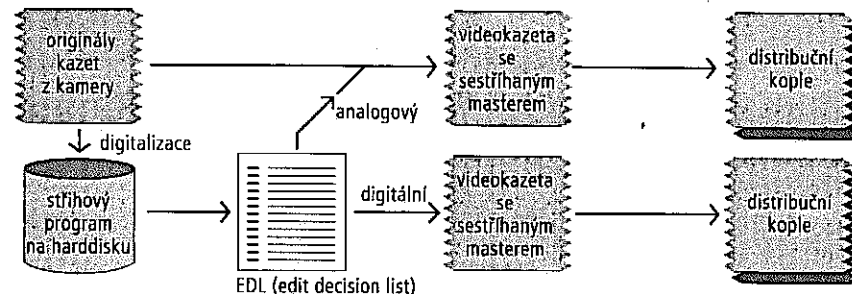 originály
kazet
z kamery
videokazeta
se
sestříhaným
masterem
distribuční
kopie
analogový
digitalizace
střihový
program
na harddisku
digitální
videokazeta
se
sestříhaným
masterem
distribuční
kopie
EDL (edit decision list)